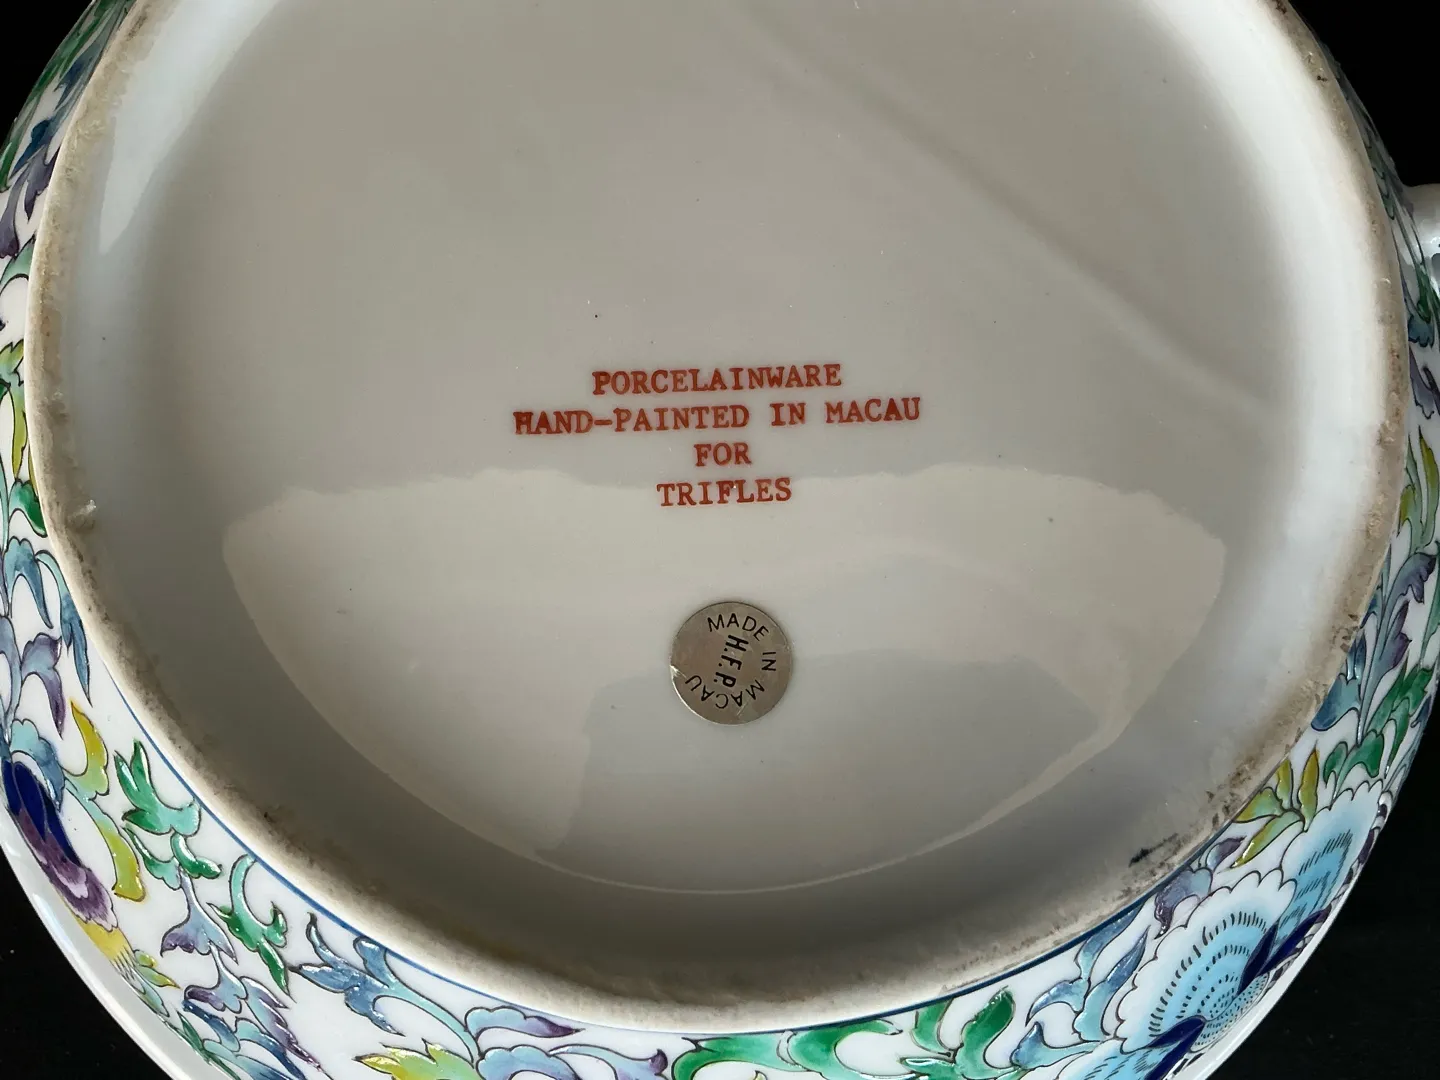 PORCELAINWARE
HAND-PAINTED IN MACAU
FOR
TRIFLES
MADE IN MACAU
H.F.P.